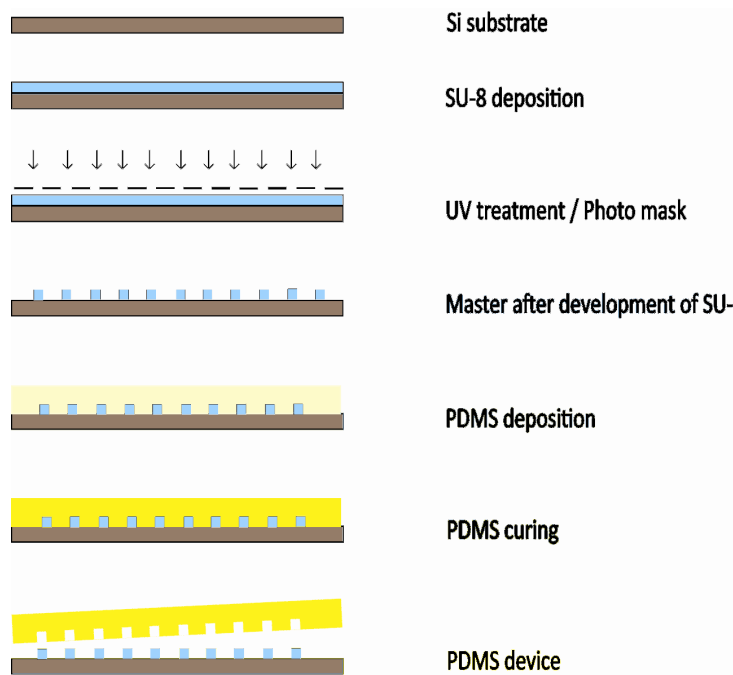 Si substrate
SU-8 deposition
UV treatment / Photo mask
Master after development of SU-
PDMS deposition
PDMS curing
PDMS device